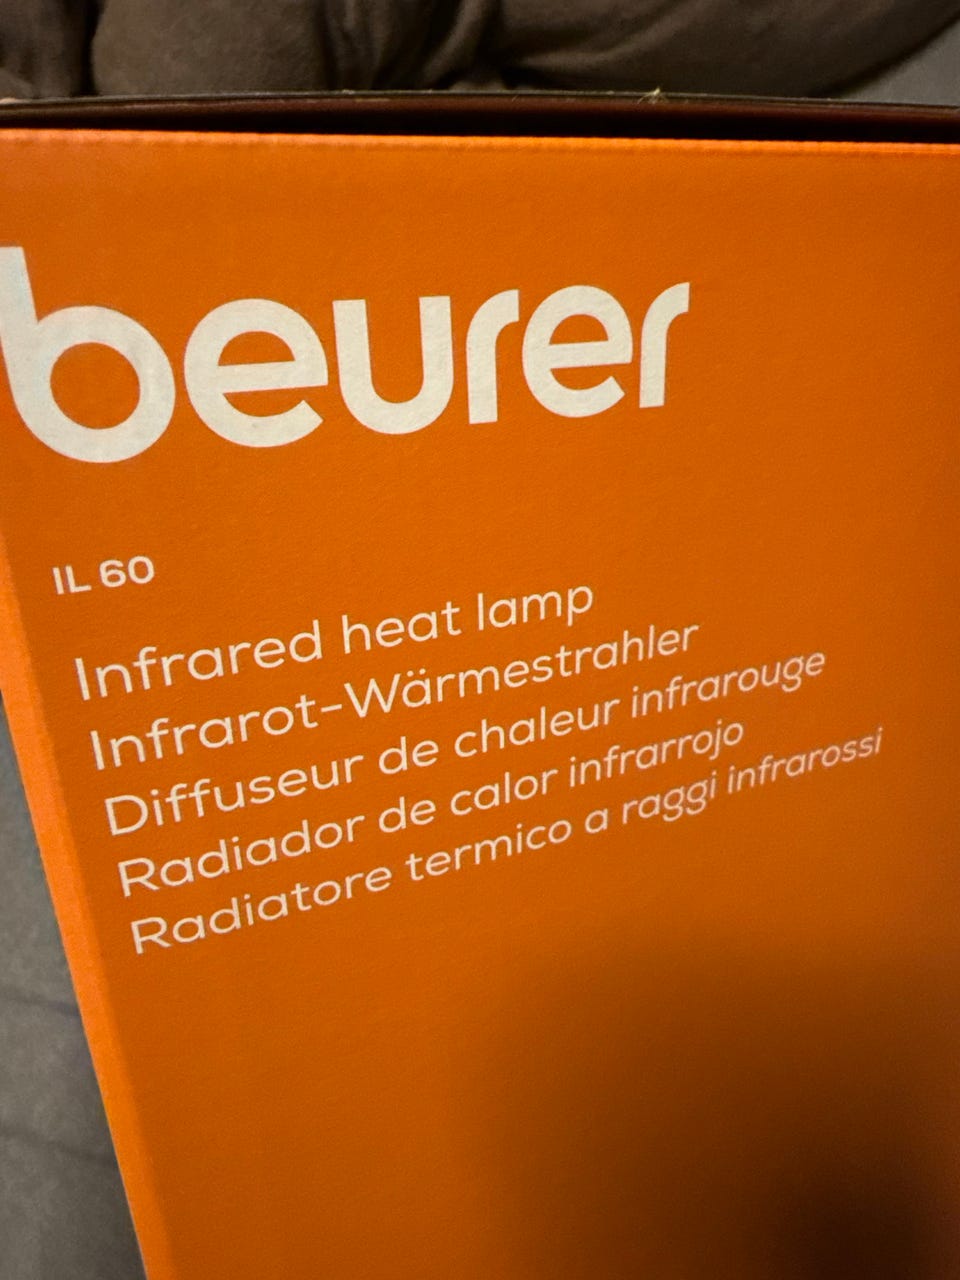 beurer
IL 60
Infrared heat lamp
Infrarot-Wärmestrahler
Diffuseur de chaleur infrarouge
Radiador de calor infrarrojo
Radiatore termico a raggi infrarossi